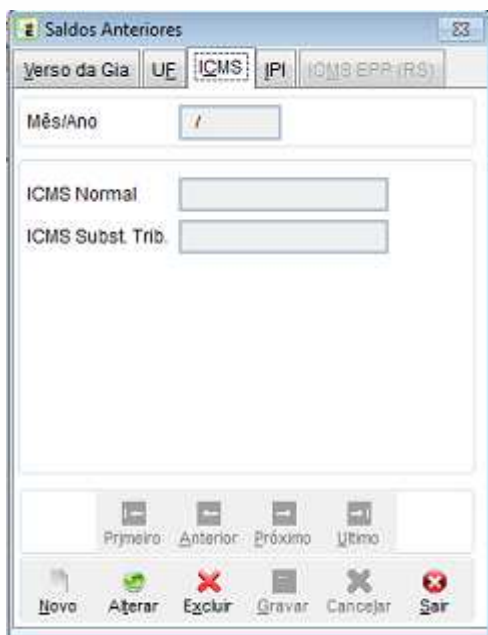 Saldos Anteriores
Verso da Gia UF ICMS IPI ICMS EPP (RS)
Mês/Ano /
ICMS Normal
ICMS Subst. Trib.
Primeiro Anterior Próximo Ultimo
Novo Alterar Excluir Gravar Cancelar Sair